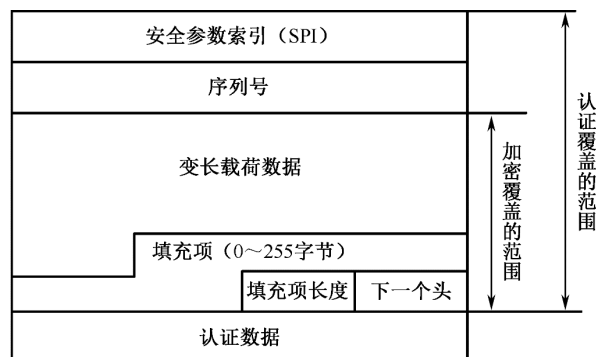 安全参数索引（SPI）
序列号
变长载荷数据
填充项（0～255字节）
填充项长度
下一个头
认证数据
加密覆盖的范围
认证覆盖的范围